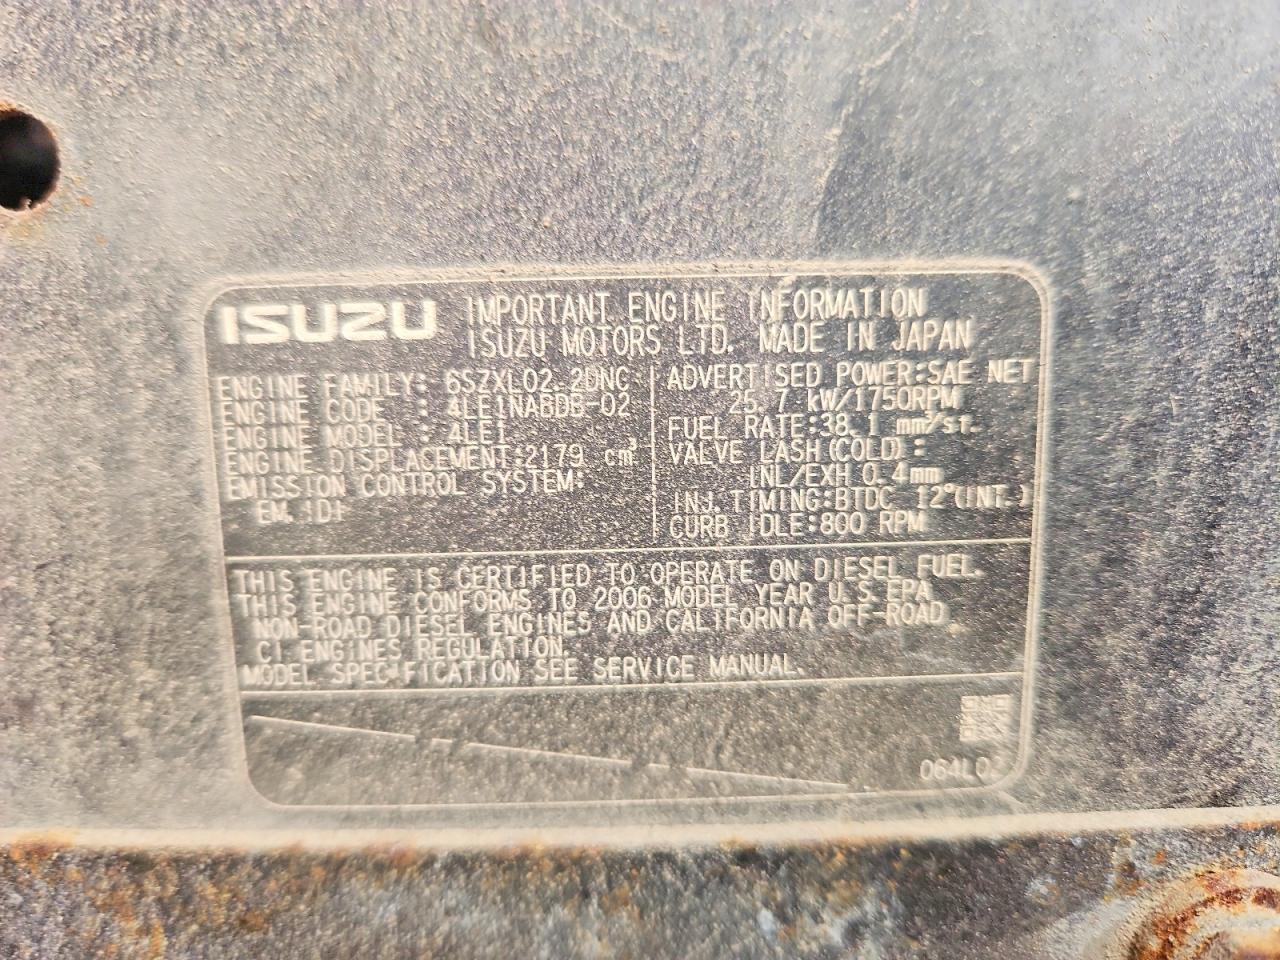 ISUZU IMPORTANT ENGINE INFORMATION
ISUZU MOTORS LTD. MADE IN JAPAN
ENGINE FAMILY: 6SZXL02.2DNC
ENGINE CODE : 4LE1NABDB-02
ENGINE MODEL : 4LE1
ENGINE DISPLACEMENT:2179 cm³
EMISSION CONTROL SYSTEM:
EM, IDI
ADVERTISED POWER:SAE NET
25.7 kW/1750RPM
FUEL RATE:38.1 mm³/st.
VALVE LASH(COLD):
INL/EXH 0.4mm
INJ.TIMING:BTDC 12°(INT.)
CURB IDLE:800 RPM
THIS ENGINE IS CERTIFIED TO OPERATE ON DIESEL FUEL.
THIS ENGINE CONFORMS TO 2006 MODEL YEAR U.S.EPA
NON-ROAD DIESEL ENGINES AND CALIFORNIA OFF-ROAD
CI ENGINES REGULATION.
MODEL SPECIFICATION SEE SERVICE MANUAL.